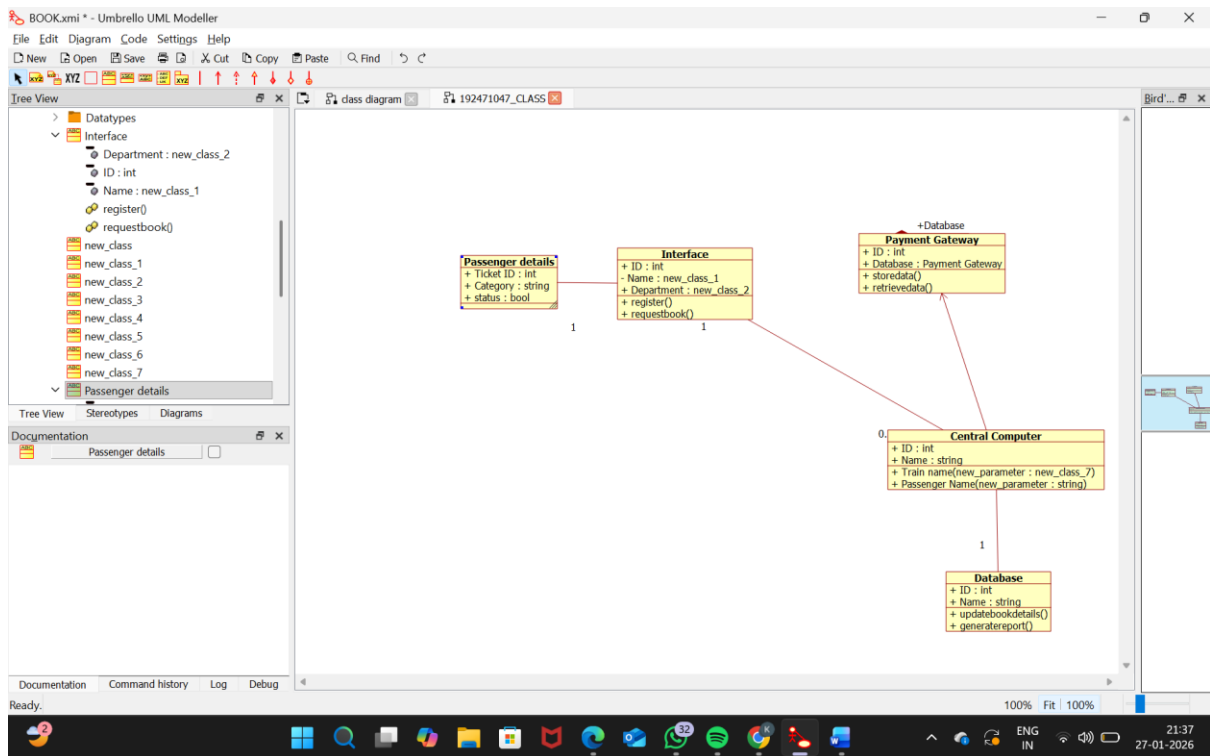 BOOK.xmi * - Umbrello UML Modeller
File Edit Diagram Code Settings Help
New Open Save Cut Copy Paste Find
XYZ XYZ XYZ
Tree View
class diagram 192471047_CLASS
Bird'...
Datatypes
Interface
Department : new_class_2
ID : int
Name : new_class_1
register()
requestbook()
new_class
new_class_1
new_class_2
new_class_3
new_class_4
new_class_5
new_class_6
new_class_7
Passenger details
Tree View Stereotypes Diagrams
Documentation
Passenger details
Documentation Command history Log Debug
Passenger details
+ Ticket ID : int
+ Category : string
+ status : bool
1
Interface
+ ID : int
- Name : new_class_1
+ Department : new_class_2
+ register()
+ requestbook()
1
+Database
Payment Gateway
+ ID : int
+ Database : Payment Gateway
+ storedata()
+ retrievedata()
0.
Central Computer
+ ID : int
+ Name : string
+ Train name(new_parameter : new_class_7)
+ Passenger Name(new_parameter : string)
1
Database
+ ID : int
+ Name : string
+ updatebookdetails()
+ generatereport()
Ready.
100% Fit 100%
2
32
K
ENG
IN
21:37
27-01-2026